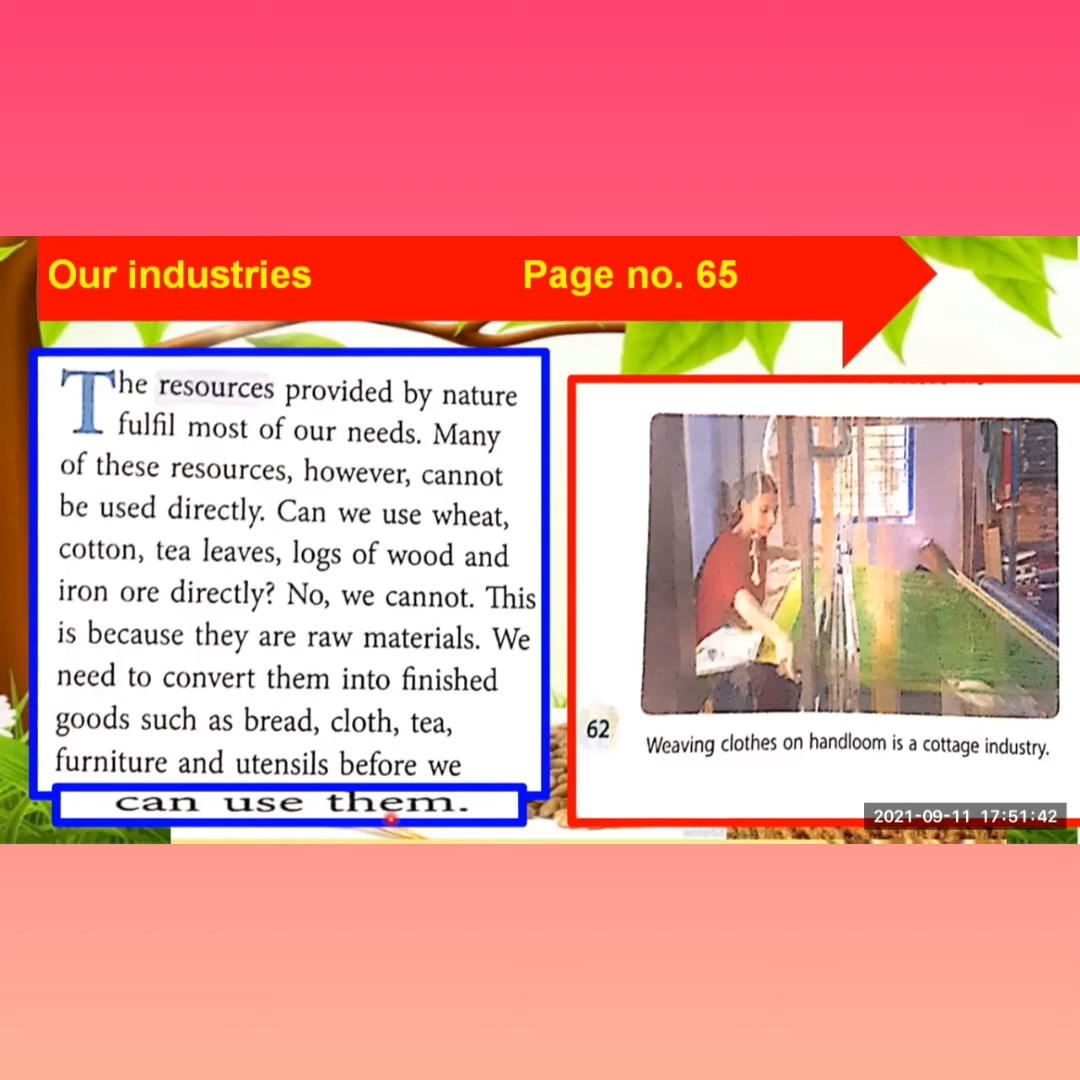 Our industries Page no. 65
The resources provided by nature
fulfil most of our needs. Many
of these resources, however, cannot
be used directly. Can we use wheat,
cotton, tea leaves, logs of wood and
iron ore directly? No, we cannot. This
is because they are raw materials. We
need to convert them into finished
goods such as bread, cloth, tea,
furniture and utensils before we
can use them.
62
Weaving clothes on handloom is a cottage industry.
2021-09-11 17:51:42